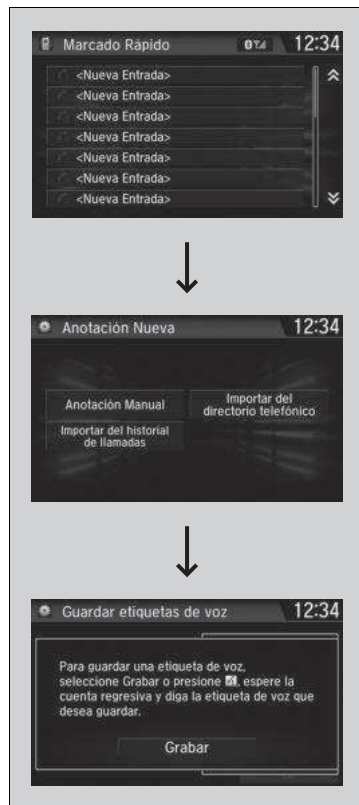 Marcado Rápido 12:34
<Nueva Entrada>
<Nueva Entrada>
<Nueva Entrada>
<Nueva Entrada>
<Nueva Entrada>
<Nueva Entrada>
<Nueva Entrada>
Anotación Nueva 12:34
Anotación Manual
Importar del
directorio telefónico
Importar del historial
de llamadas
Guardar etiquetas de voz 12:34
Para guardar una etiqueta de voz,
seleccione Grabar o presione , espere la
cuenta regresiva y diga la etiqueta de voz que
desea guardar.
Grabar